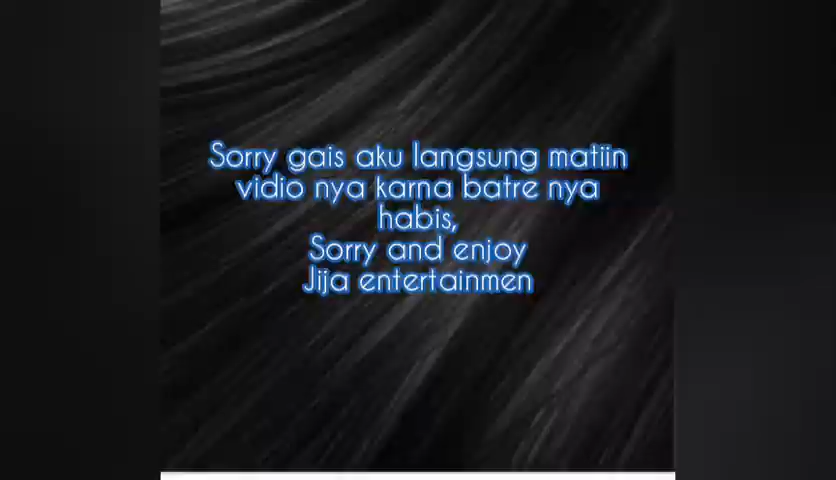 Sorry gais aku langsung matiin
vidio nya karna batre nya
habis,
Sorry and enjoy
Jija entertainmen